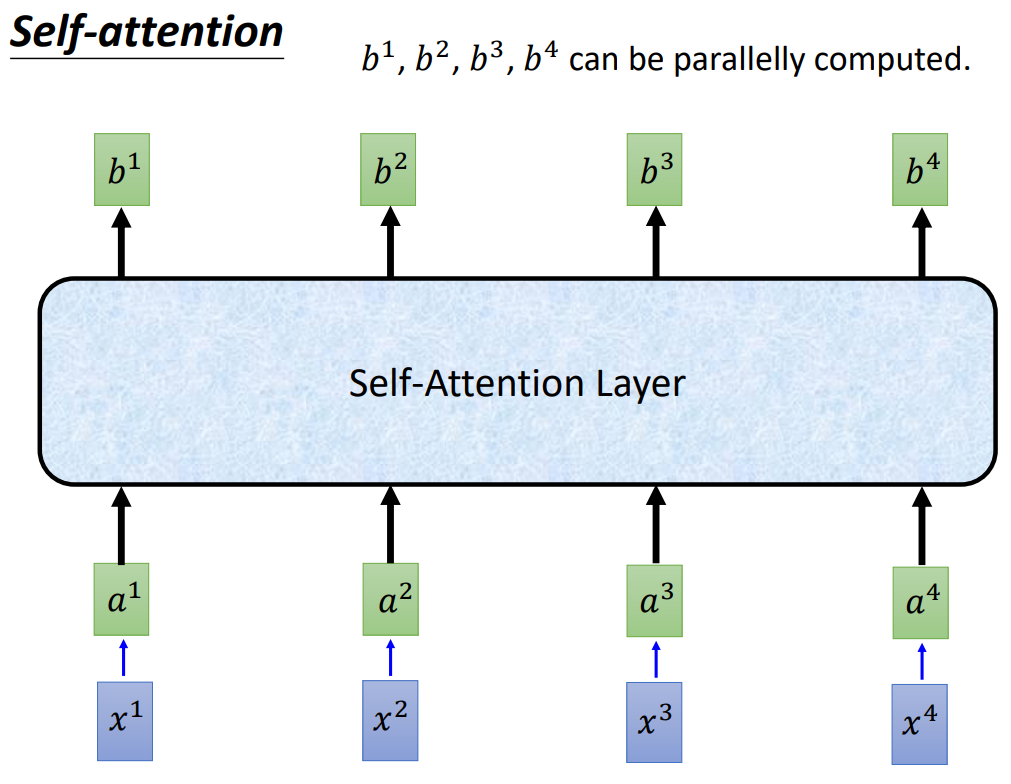 Self-attention
b¹, b², b³, b⁴ can be parallelly computed.
b¹ b² b³ b⁴
Self-Attention Layer
a¹ a² a³ a⁴
x¹ x² x³ x⁴